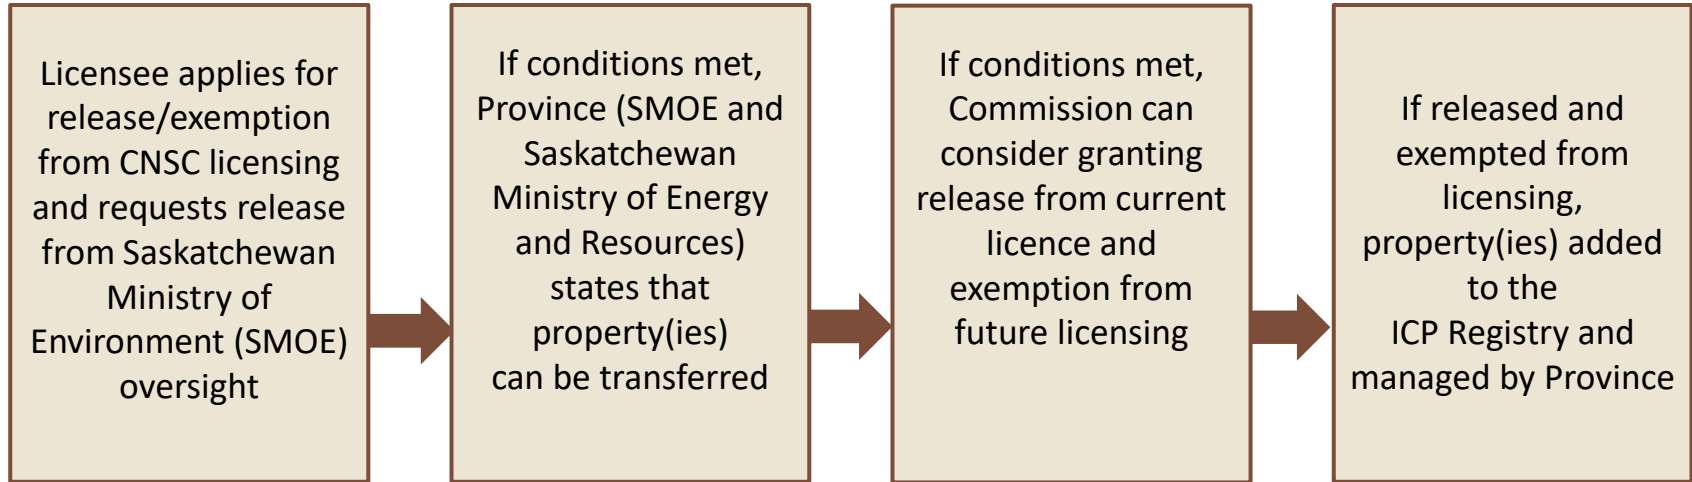 Licensee applies for
release/exemption
from CNSC licensing
and requests release
from Saskatchewan
Ministry of
Environment (SMOE)
oversight
If conditions met,
Province (SMOE and
Saskatchewan
Ministry of Energy
and Resources)
states that
property(ies)
can be transferred
If conditions met,
Commission can
consider granting
release from current
licence and
exemption from
future licensing
If released and
exempted from
licensing,
property(ies) added
to the
ICP Registry and
managed by Province